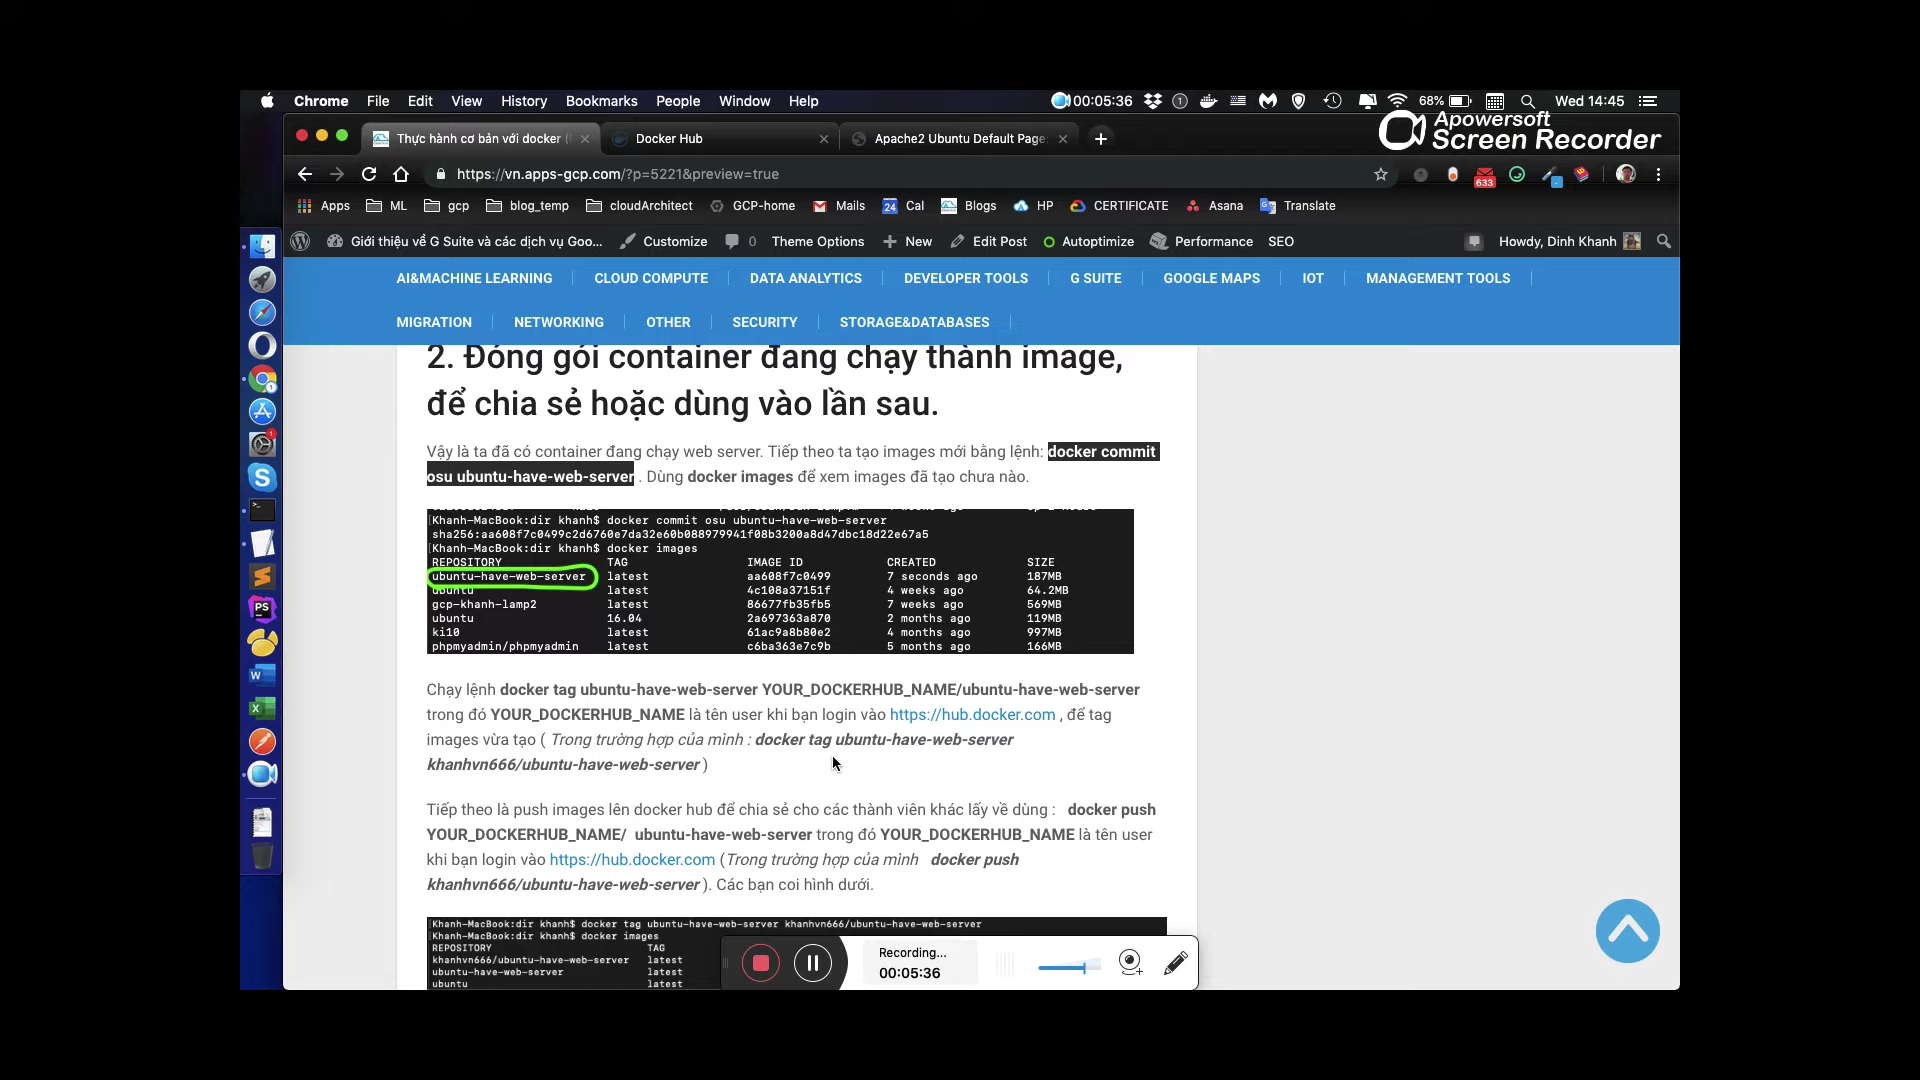 Chrome File Edit View History Bookmarks People Window Help 00:05:36 1 68% Wed 14:45
Apowersoft
Screen Recorder
Thực hành cơ bản với docker ( Docker Hub Apache2 Ubuntu Default Page:
https://vn.apps-gcp.com/?p=5221&preview=true 633
Apps ML gcp blog_temp cloudArchitect GCP-home Mails 24 Cal Blogs HP CERTIFICATE Asana Translate
Giới thiệu về G Suite và các dịch vụ Goo... Customize 0 Theme Options New Edit Post Autoptimize Performance SEO Howdy, Dinh Khanh
AI&MACHINE LEARNING CLOUD COMPUTE DATA ANALYTICS DEVELOPER TOOLS G SUITE GOOGLE MAPS IOT MANAGEMENT TOOLS
MIGRATION NETWORKING OTHER SECURITY STORAGE&DATABASES
2. Đóng gói container đang chạy thành image,
để chia sẻ hoặc dùng vào lần sau.
Vậy là ta đã có container đang chạy web server. Tiếp theo ta tạo images mới bằng lệnh: docker commit
osu ubuntu-have-web-server . Dùng docker images để xem images đã tạo chưa nào.
[Khanh-MacBook:dir khanh$ docker commit osu ubuntu-have-web-server
sha256:aa608f7c0499c2d6760e7da32e60b088979941f08b3200a8d47dbc18d22e67a5
[Khanh-MacBook:dir khanh$ docker images
REPOSITORY TAG IMAGE ID CREATED SIZE
ubuntu-have-web-server latest aa608f7c0499 7 seconds ago 187MB
ubuntu latest 4c108a37151f 4 weeks ago 64.2MB
gcp-khanh-lamp2 latest 86677fb35fb5 7 weeks ago 569MB
ubuntu 16.04 2a697363a870 2 months ago 119MB
ki10 latest 61ac9a8b80e2 4 months ago 997MB
phpmyadmin/phpmyadmin latest c6ba363e7c9b 5 months ago 166MB
Chạy lệnh docker tag ubuntu-have-web-server YOUR_DOCKERHUB_NAME/ubuntu-have-web-server
trong đó YOUR_DOCKERHUB_NAME là tên user khi bạn login vào https://hub.docker.com , để tag
images vừa tạo ( Trong trường hợp của mình : docker tag ubuntu-have-web-server
khanhvn666/ubuntu-have-web-server )
Tiếp theo là push images lên docker hub để chia sẻ cho các thành viên khác lấy về dùng : docker push
YOUR_DOCKERHUB_NAME/ ubuntu-have-web-server trong đó YOUR_DOCKERHUB_NAME là tên user
khi bạn login vào https://hub.docker.com (Trong trường hợp của mình docker push
khanhvn666/ubuntu-have-web-server ). Các bạn coi hình dưới.
[Khanh-MacBook:dir khanh$ docker tag ubuntu-have-web-server khanhvn666/ubuntu-have-web-server
[Khanh-MacBook:dir khanh$ docker images
REPOSITORY TAG
khanhvn666/ubuntu-have-web-server latest
ubuntu-have-web-server latest
ubuntu latest
Recording...
00:05:36